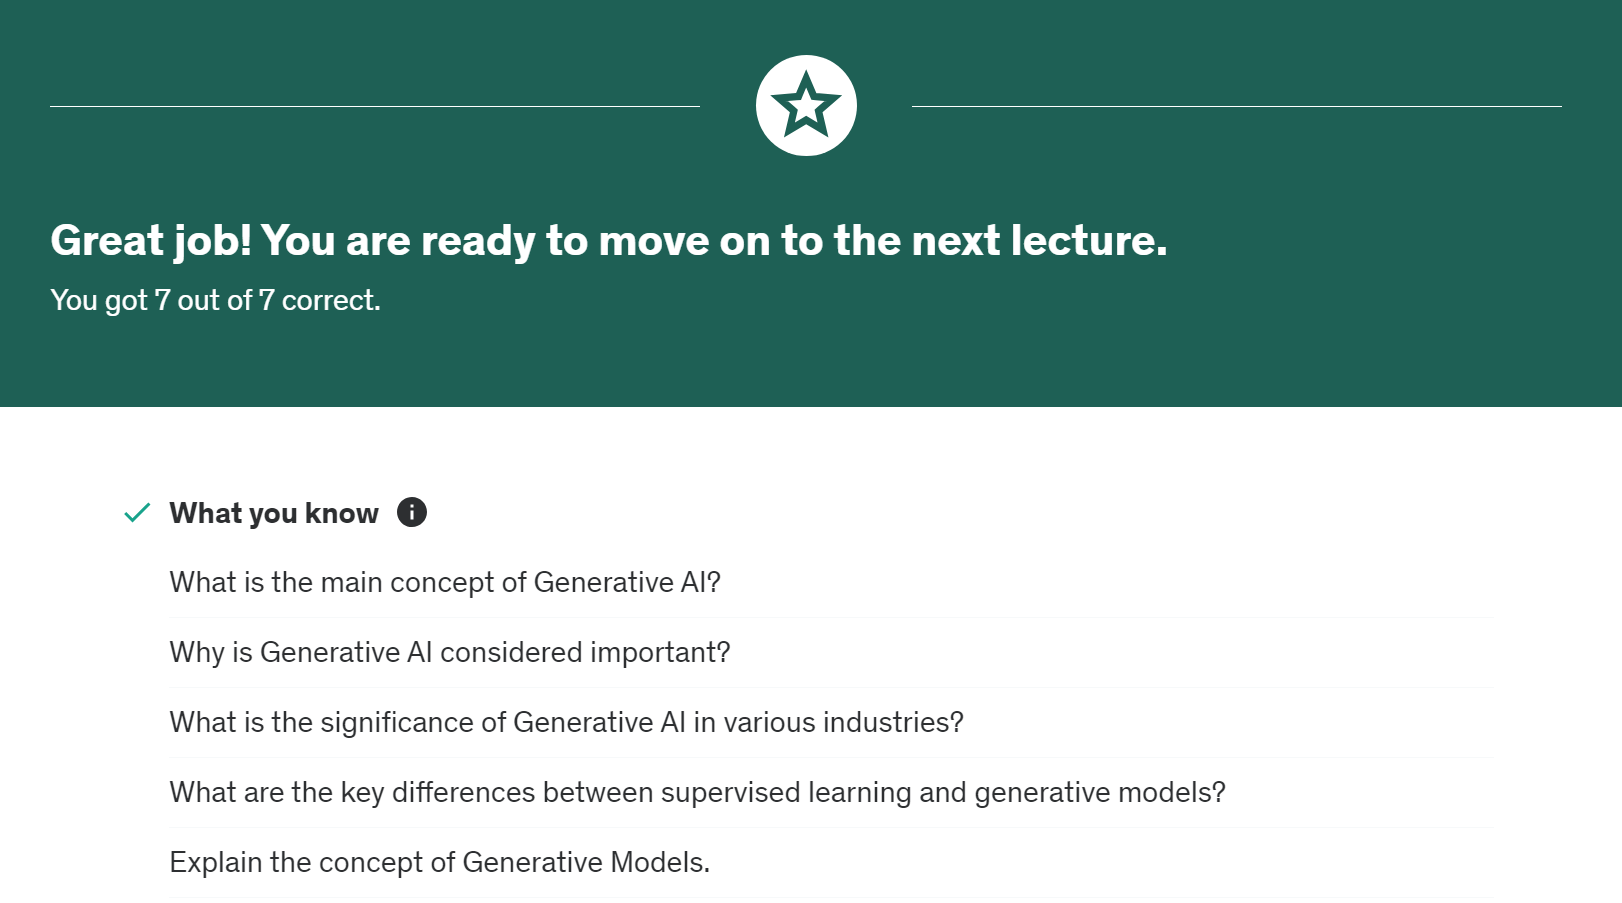 Great job! You are ready to move on to the next lecture.
You got 7 out of 7 correct.
What you know
What is the main concept of Generative AI?
Why is Generative AI considered important?
What is the significance of Generative AI in various industries?
What are the key differences between supervised learning and generative models?
Explain the concept of Generative Models.